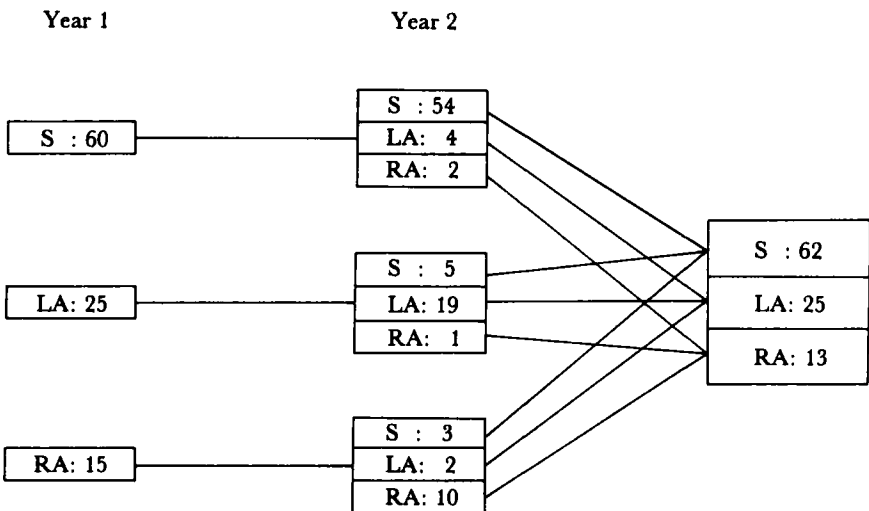 Year 1
Year 2
S : 60
S : 54
LA: 4
RA: 2
LA: 25
S : 5
LA: 19
RA: 1
RA: 15
S : 3
LA: 2
RA: 10
S : 62
LA: 25
RA: 13